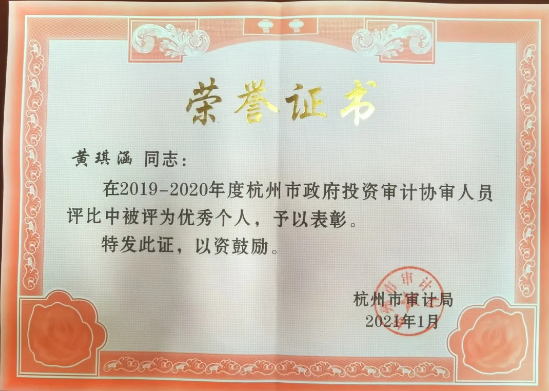 荣誉证书
黄琪涵 同志：
在2019-2020年度杭州市政府投资审计协审人员
评比中被评为优秀个人，予以表彰。
特发此证，以资鼓励。
杭州市审计局
2021年1月